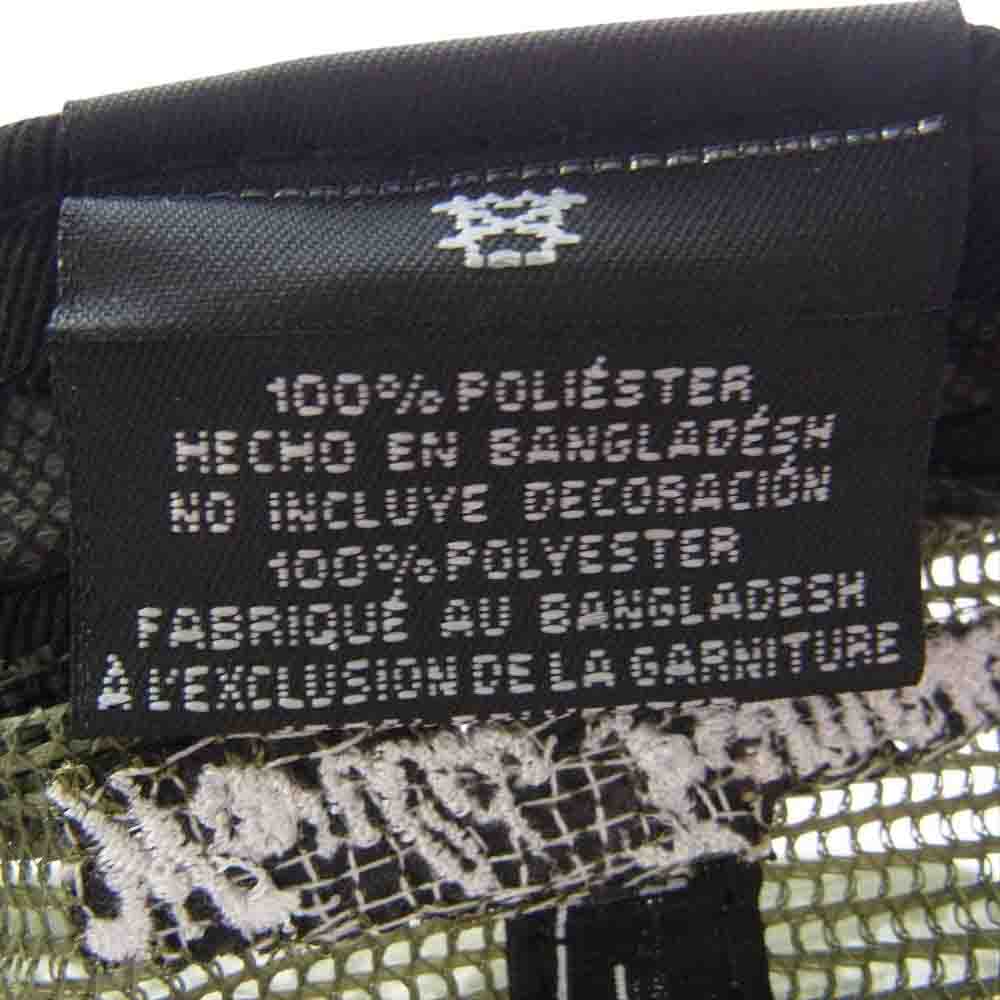 100% POLIÉSTER
HECHO EN BANGLADÉSH
NO INCLUYE DECORACIÓN
100% POLYESTER
FABRIQUÉ AU BANGLADESH
À L'EXCLUSION DE LA GARNITURE